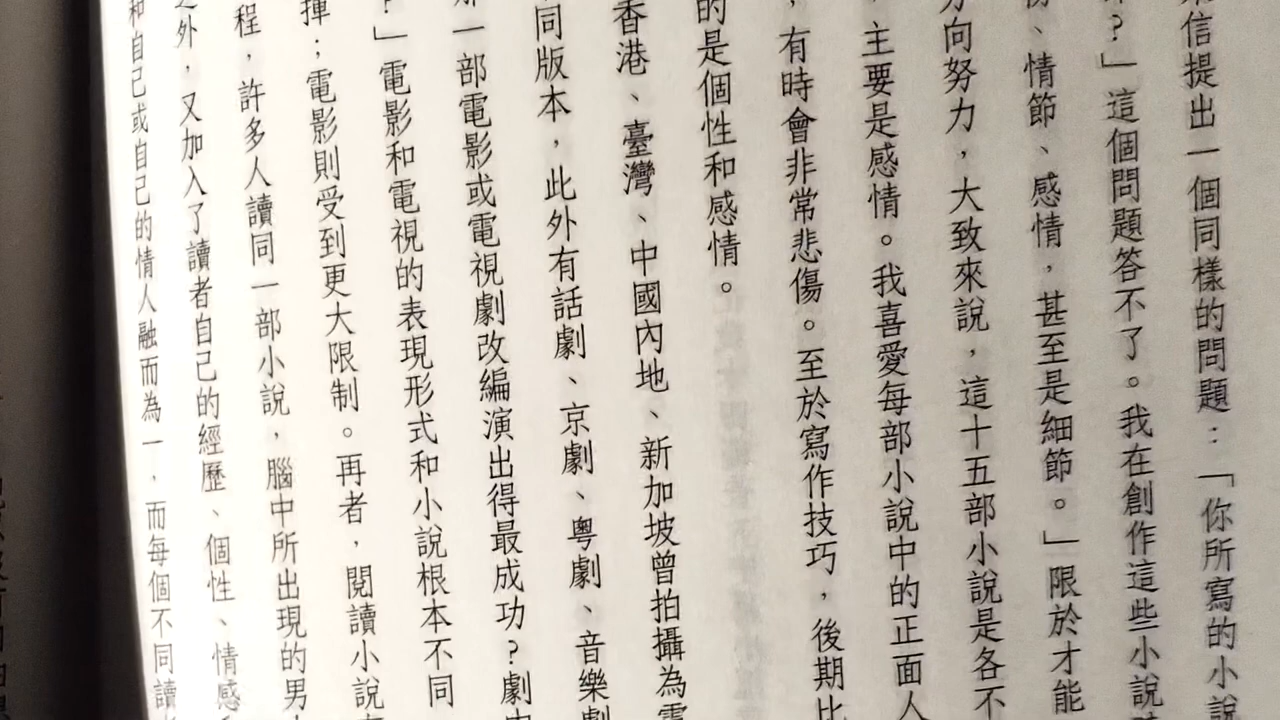 信提出一個同樣的問題：「你所寫的小說
？」這個問題答不了。我在創作這些小說
、情節、感情，甚至是細節。」限於才能
方向努力，大致來說，這十五部小說是各不
，主要是感情。我喜愛每部小說中的正面人
，有時會非常悲傷。至於寫作技巧，後期比
的是個性和感情。
香港、臺灣、中國內地、新加坡曾拍攝為電
同版本，此外有話劇、京劇、粵劇、音樂劇
那一部電影或電視劇改編演出得最成功？劇中
？」電影和電視的表現形式和小說根本不同
揮；電影則受到更大限制。再者，閱讀小說
程，許多人讀同一部小說，腦中所出現的男
之外，又加入了讀者自己的經歷、個性、情感
和自己或自己的情人融而為一，而每個不同讀